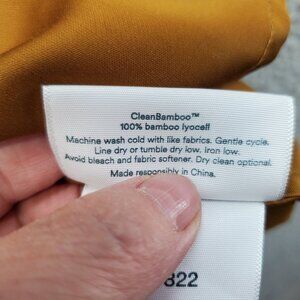 CleanBamboo™
100% bamboo lyocell
Machine wash cold with like fabrics. Gentle cycle.
Line dry or tumble dry low. Iron low.
Avoid bleach and fabric softener. Dry clean optional.
Made responsibly in China.
822